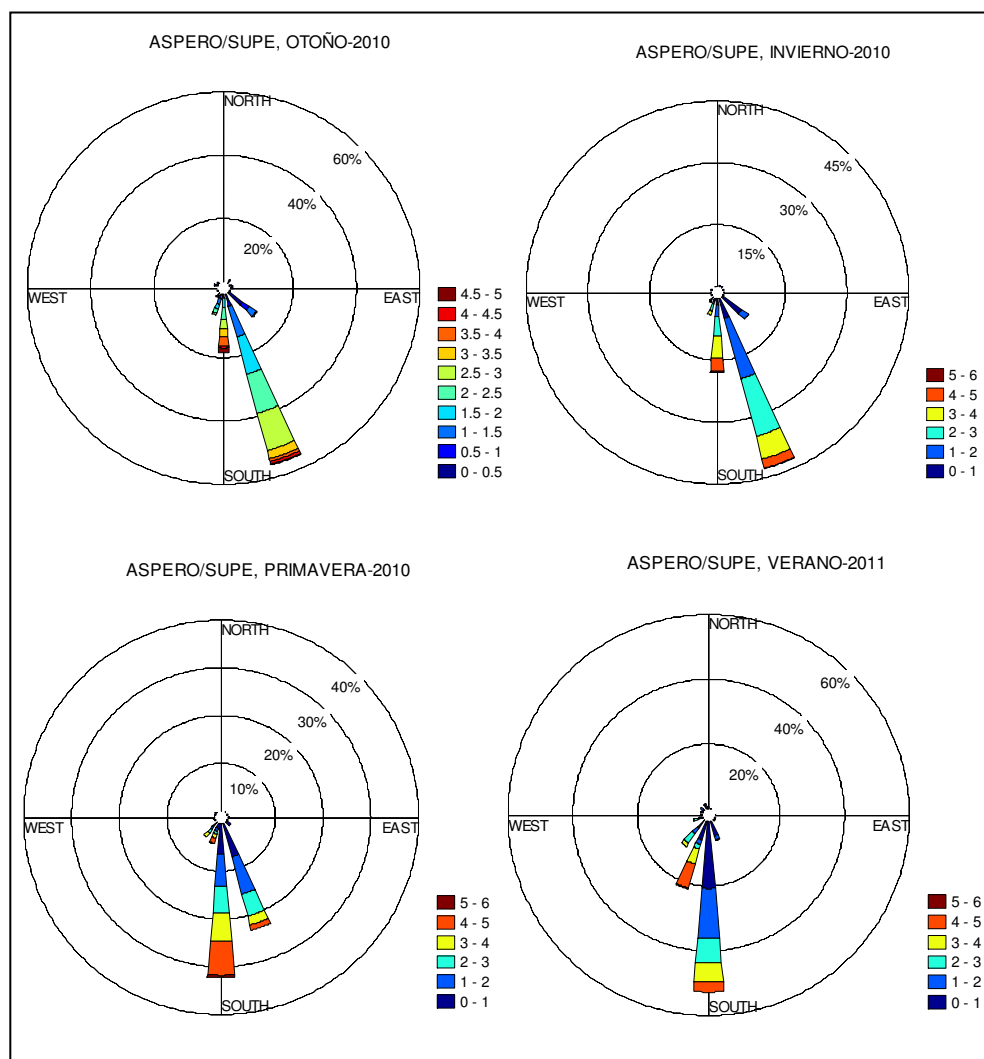 ASPERO/SUPE, OTOÑO-2010
NORTH
60%
40%
20%
WEST
EAST
SOUTH
4.5 - 5
4 - 4.5
3.5 - 4
3 - 3.5
2.5 - 3
2 - 2.5
1.5 - 2
1 - 1.5
0.5 - 1
0 - 0.5
ASPERO/SUPE, INVIERNO-2010
NORTH
45%
30%
15%
WEST
EAST
SOUTH
5 - 6
4 - 5
3 - 4
2 - 3
1 - 2
0 - 1
ASPERO/SUPE, PRIMAVERA-2010
NORTH
40%
30%
20%
10%
WEST
EAST
SOUTH
5 - 6
4 - 5
3 - 4
2 - 3
1 - 2
0 - 1
ASPERO/SUPE, VERANO-2011
NORTH
60%
40%
20%
WEST
EAST
SOUTH
5 - 6
4 - 5
3 - 4
2 - 3
1 - 2
0 - 1